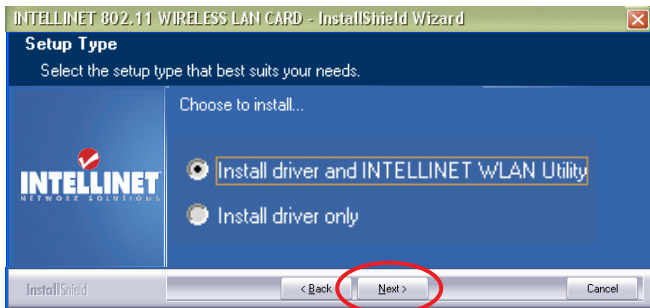 INTELLINET 802.11 WIRELESS LAN CARD - InstallShield Wizard
Setup Type
Select the setup type that best suits your needs.
Choose to install...
INTELLINET
NETWORK SOLUTIONS
Install driver and INTELLINET WLAN Utility
Install driver only
InstallShield
< Back
Next >
Cancel